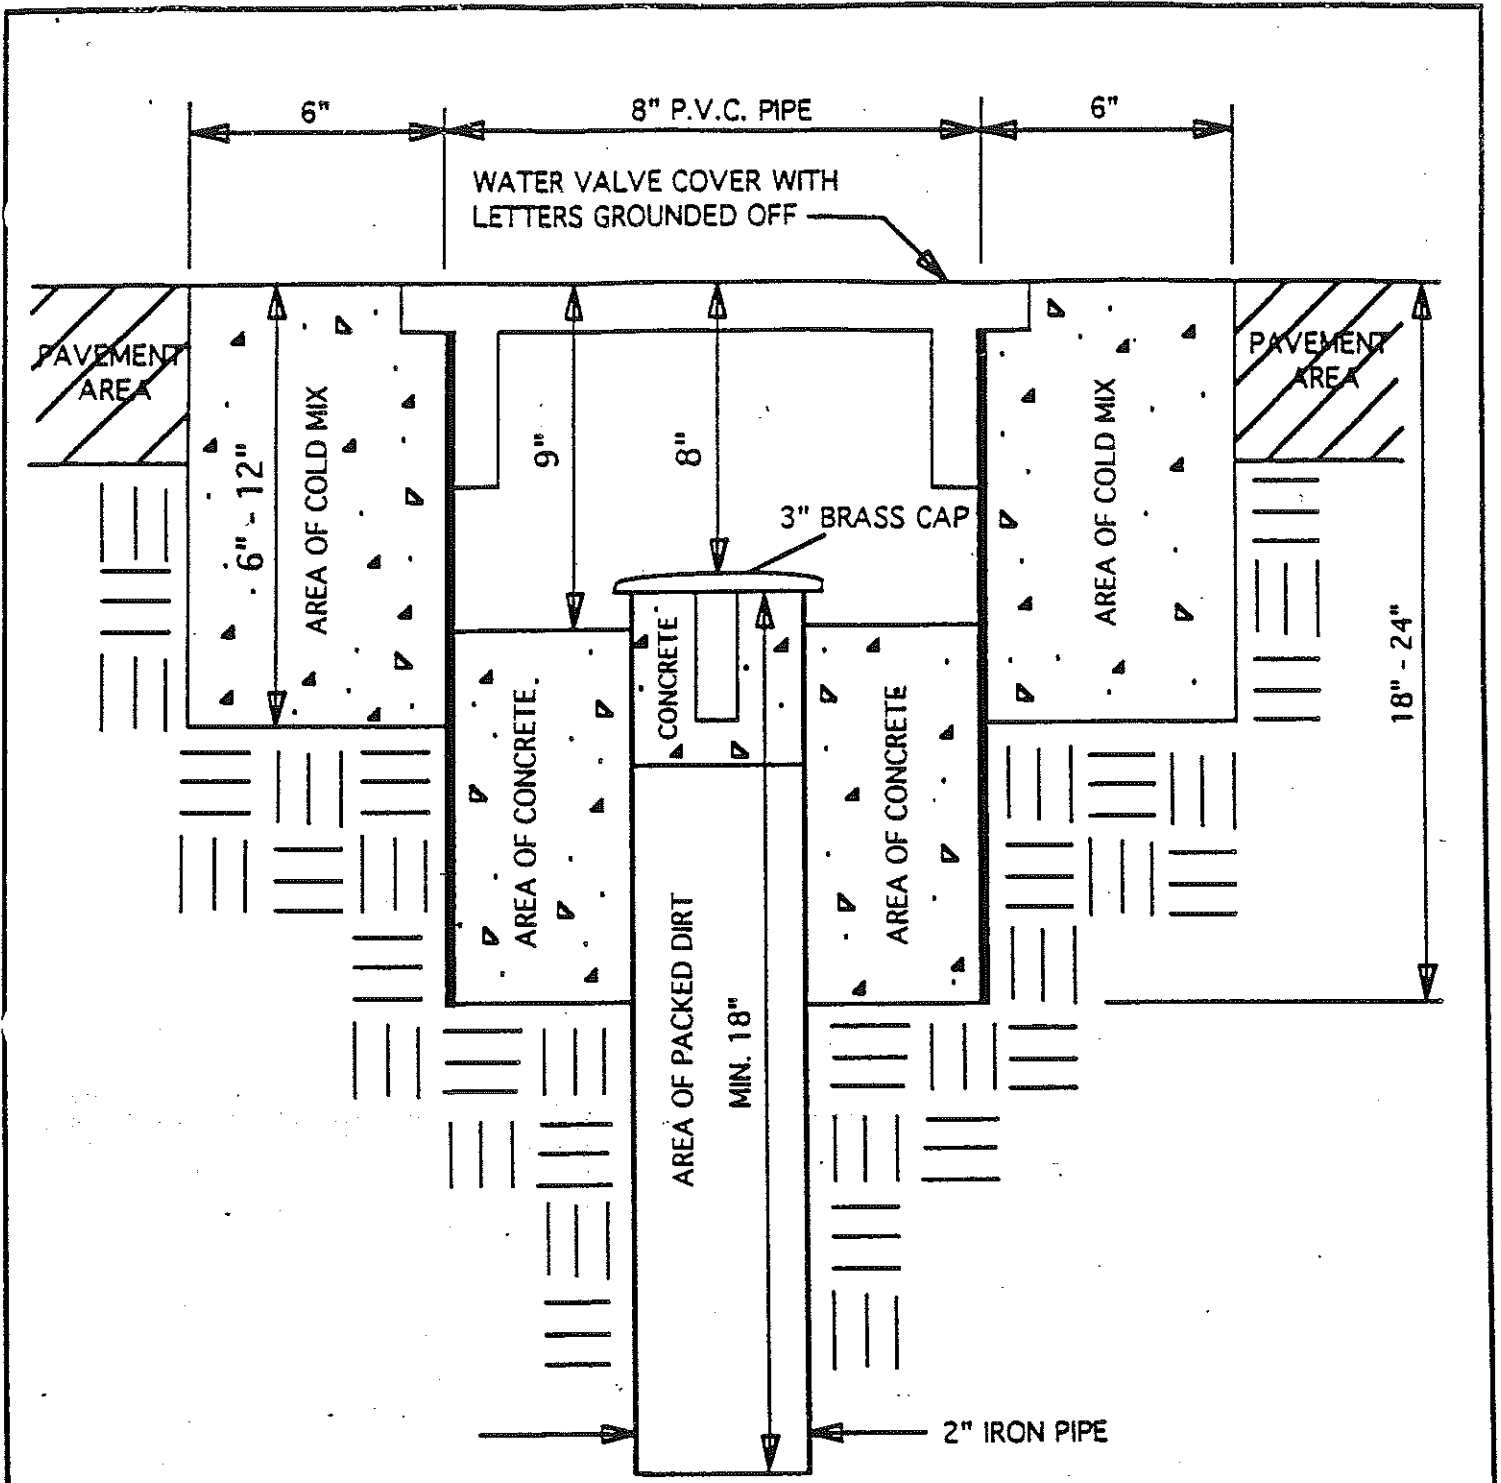 6"
8" P.V.C. PIPE
6"
WATER VALVE COVER WITH
LETTERS GROUNDED OFF
PAVEMENT
AREA
6" - 12"
AREA OF COLD MIX
9"
8"
3" BRASS CAP
AREA OF COLD MIX
PAVEMENT
AREA
18" - 24"
CONCRETE
AREA OF CONCRETE
AREA OF CONCRETE
AREA OF PACKED DIRT
MIN. 18"
2" IRON PIPE